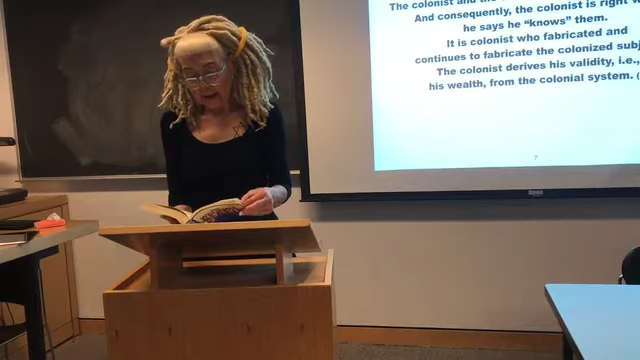 The colonist and the
And consequently, the colonist is right w
he says he “knows” them.
It is colonist who fabricated and
continues to fabricate the colonized subj
The colonist derives his validity, i.e.,
his wealth, from the colonial system. (
7